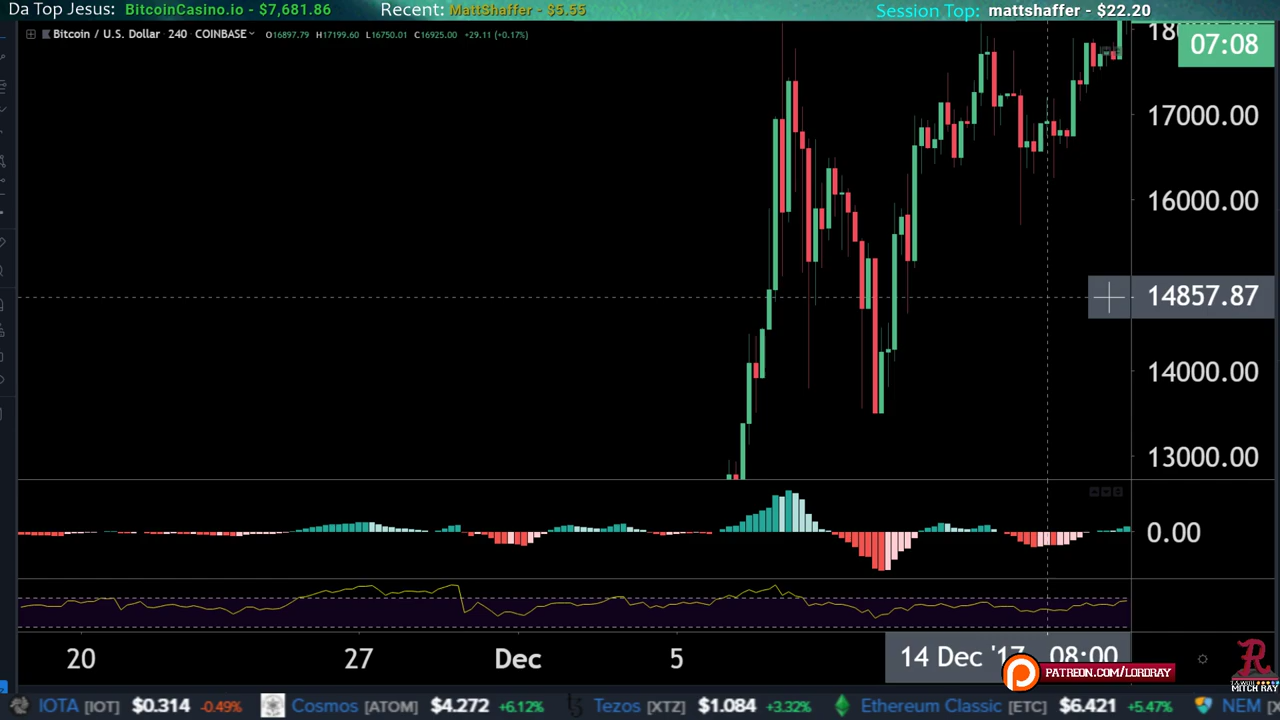 Da Top Jesus: BitcoinCasino.io - $7,681.86
Recent: MattShaffer - $5.55
Session Top: mattshaffer - $22.20
Bitcoin / U.S. Dollar · 240 · COINBASE
O16897.79 H17199.60 L16750.01 C16925.00 +29.11 (+0.17%)
07:08
17000.00
16000.00
14857.87
14000.00
13000.00
0.00
20 27 Dec 5 14 Dec '17 08:00
PATREON.COM/LORDRAY
MITCH RAY
IOTA [IOT] $0.314 -0.49% Cosmos [ATOM] $4.272 +6.12% Tezos [XTZ] $1.084 +3.32% Ethereum Classic [ETC] $6.421 +5.47% NEM